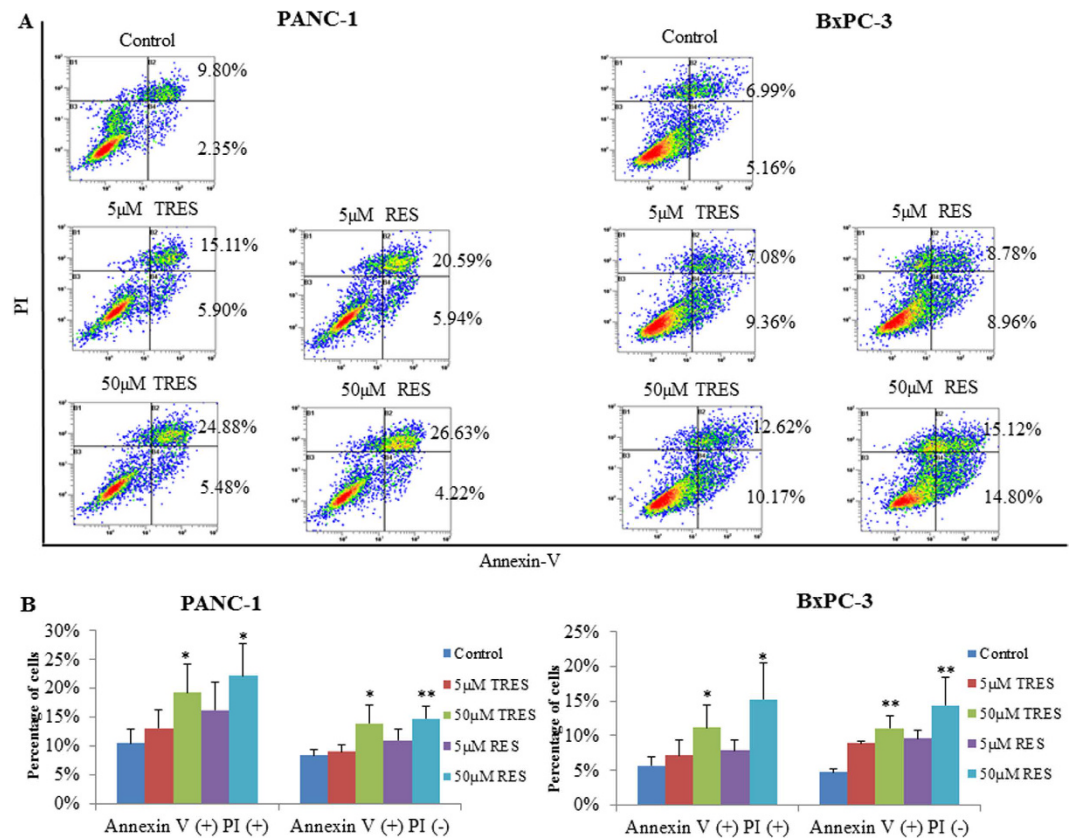 A
PANC-1
BxPC-3
Control
Control
9.80%
2.35%
6.99%
5.16%
5μM TRES
5μM RES
5μM TRES
5μM RES
15.11%
5.90%
20.59%
5.94%
7.08%
9.36%
8.78%
8.96%
50μM TRES
50μM RES
50μM TRES
50μM RES
24.88%
5.48%
26.63%
4.22%
12.62%
10.17%
15.12%
14.80%
PI
Annexin-V
B
PANC-1
Percentage of cells
30%
25%
20%
15%
10%
5%
0%
* * * **
Annexin V (+) PI (+) Annexin V (+) PI (-)
Control
5μM TRES
50μM TRES
5μM RES
50μM RES
BxPC-3
Percentage of cells
25%
20%
15%
10%
5%
0%
* * ** **
Annexin V (+) PI (+) Annexin V (+) PI (-)
Control
5μM TRES
50μM TRES
5μM RES
50μM RES